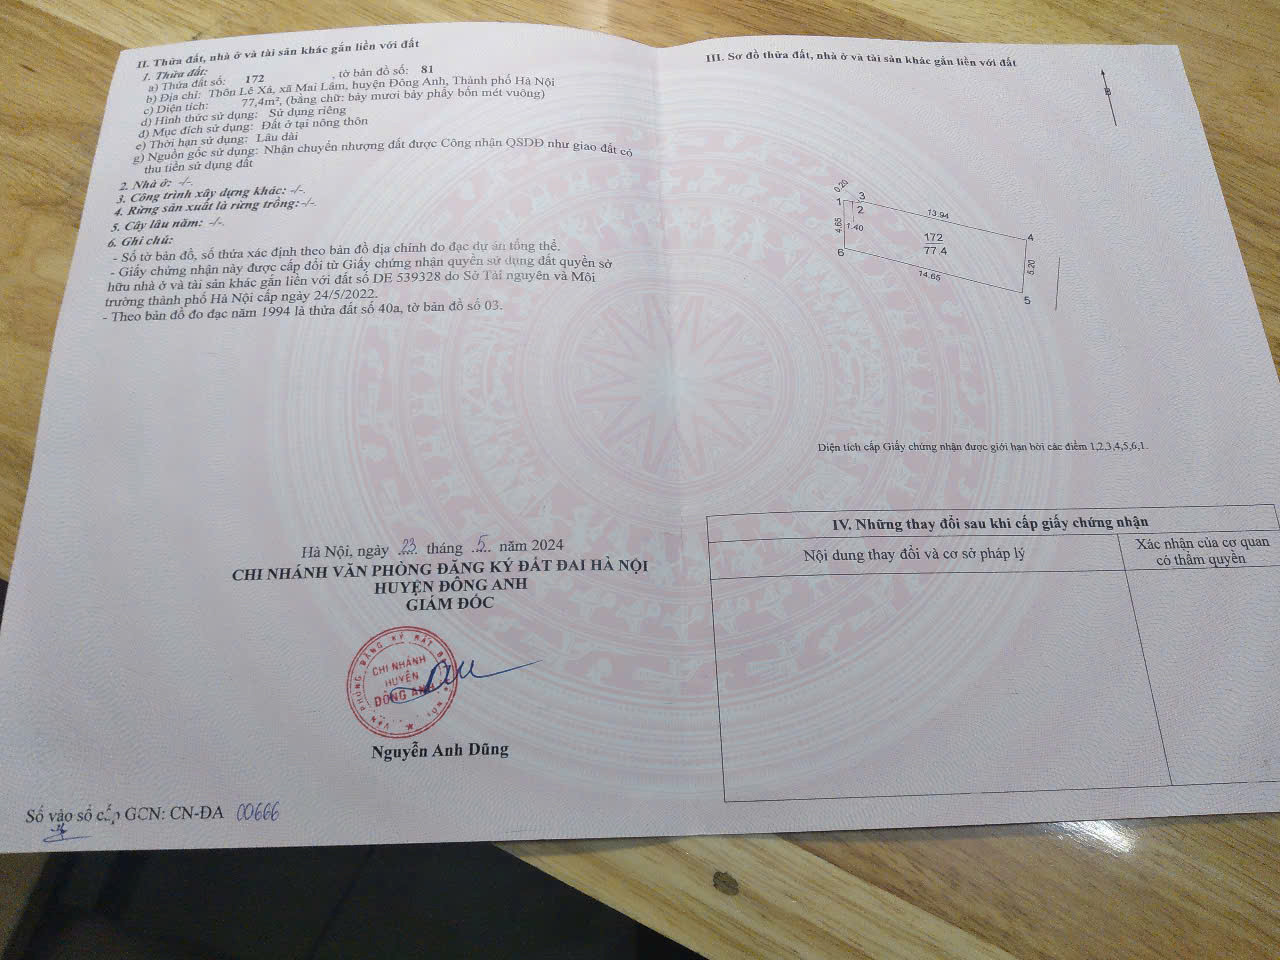 II. Thửa đất, nhà ở và tài sản khác gắn liền với đất
1. Thửa đất:
a) Thửa đất số: 172 , tờ bản đồ số: 81
b) Địa chỉ: Thôn Lê Xá, xã Mai Lâm, huyện Đông Anh, Thành phố Hà Nội
c) Diện tích: 77,4m², (bằng chữ: bảy mươi bảy phẩy bốn mét vuông)
d) Hình thức sử dụng: Sử dụng riêng
đ) Mục đích sử dụng: Đất ở tại nông thôn
e) Thời hạn sử dụng: Lâu dài
g) Nguồn gốc sử dụng: Nhận chuyển nhượng đất được Công nhận QSDĐ như giao đất có
thu tiền sử dụng đất
2. Nhà ở: -/-.
3. Công trình xây dựng khác: -/-.
4. Rừng sản xuất là rừng trồng: -/-.
5. Cây lâu năm: -/-.
6. Ghi chú:
- Số tờ bản đồ, số thửa xác định theo bản đồ địa chính đo đạc dự án tổng thể.
- Giấy chứng nhận này được cấp đổi từ Giấy chứng nhận quyền sử dụng đất quyền sở
hữu nhà ở và tài sản khác gắn liền với đất số DE 539328 do Sở Tài nguyên và Môi
trường thành phố Hà Nội cấp ngày 24/5/2022.
- Theo bản đồ đo đạc năm 1994 là thửa đất số 40a, tờ bản đồ số 03.
Hà Nội, ngày 23 tháng 5 năm 2024
CHI NHÁNH VĂN PHÒNG ĐĂNG KÝ ĐẤT ĐAI HÀ NỘI
HUYỆN ĐÔNG ANH
GIÁM ĐỐC
CHI NHÁNH
HUYỆN
ĐÔNG ANH
Nguyễn Anh Dũng
Số vào sổ cấp GCN: CN-ĐA 00666
III. Sơ đồ thửa đất, nhà ở và tài sản khác gắn liền với đất
B
0.20
1
3
2
13.94
4
4.65
1.40
172
77.4
5.20
6
14.65
5
Diện tích cấp Giấy chứng nhận được giới hạn bởi các điểm 1,2,3,4,5,6,1.
IV. Những thay đổi sau khi cấp giấy chứng nhận
Nội dung thay đổi và cơ sở pháp lý
Xác nhận của cơ quan
có thẩm quyền